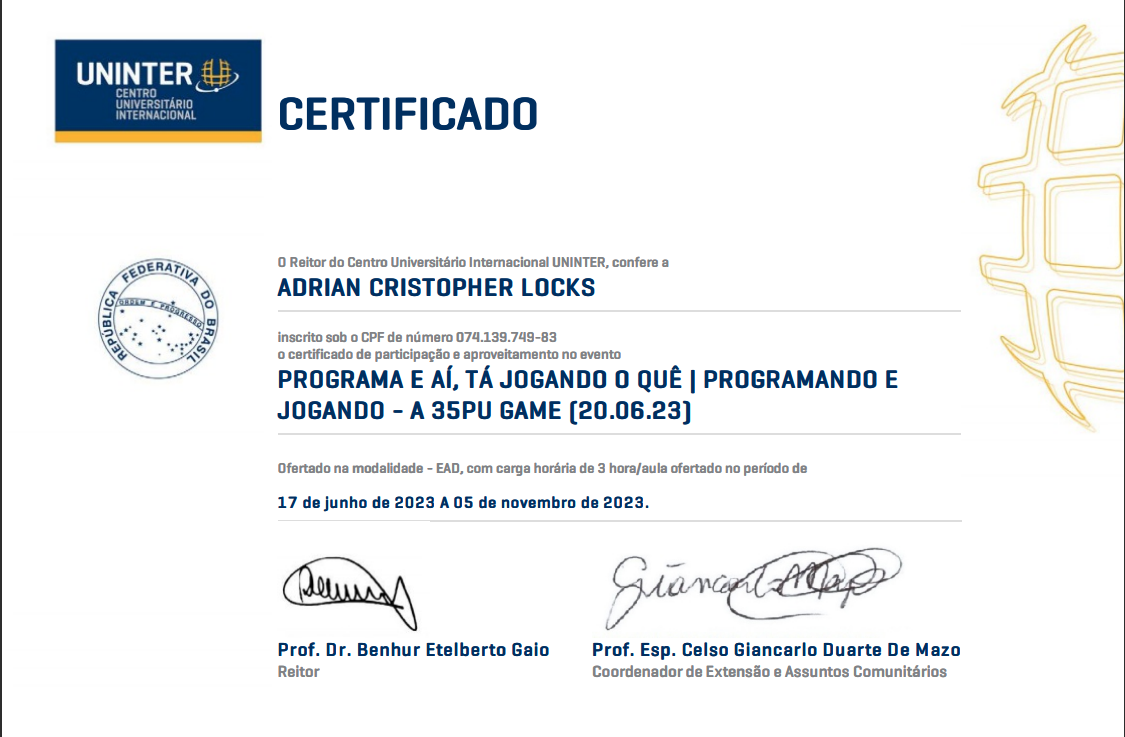 UNINTER
CENTRO
UNIVERSITÁRIO
INTERNACIONAL
CERTIFICADO
REPÚBLICA FEDERATIVA DO BRASIL
ORDEM E PROGRESSO
O Reitor do Centro Universitário Internacional UNINTER, confere a
ADRIAN CRISTOPHER LOCKS
inscrito sob o CPF de número 074.139.749-83
o certificado de participação e aproveitamento no evento
PROGRAMA E AÍ, TÁ JOGANDO O QUÊ | PROGRAMANDO E
JOGANDO - A 35PU GAME (20.06.23)
Ofertado na modalidade - EAD, com carga horária de 3 hora/aula ofertado no período de
17 de junho de 2023 A 05 de novembro de 2023.
Prof. Dr. Benhur Etelberto Gaio
Reitor
Prof. Esp. Celso Giancarlo Duarte De Mazo
Coordenador de Extensão e Assuntos Comunitários